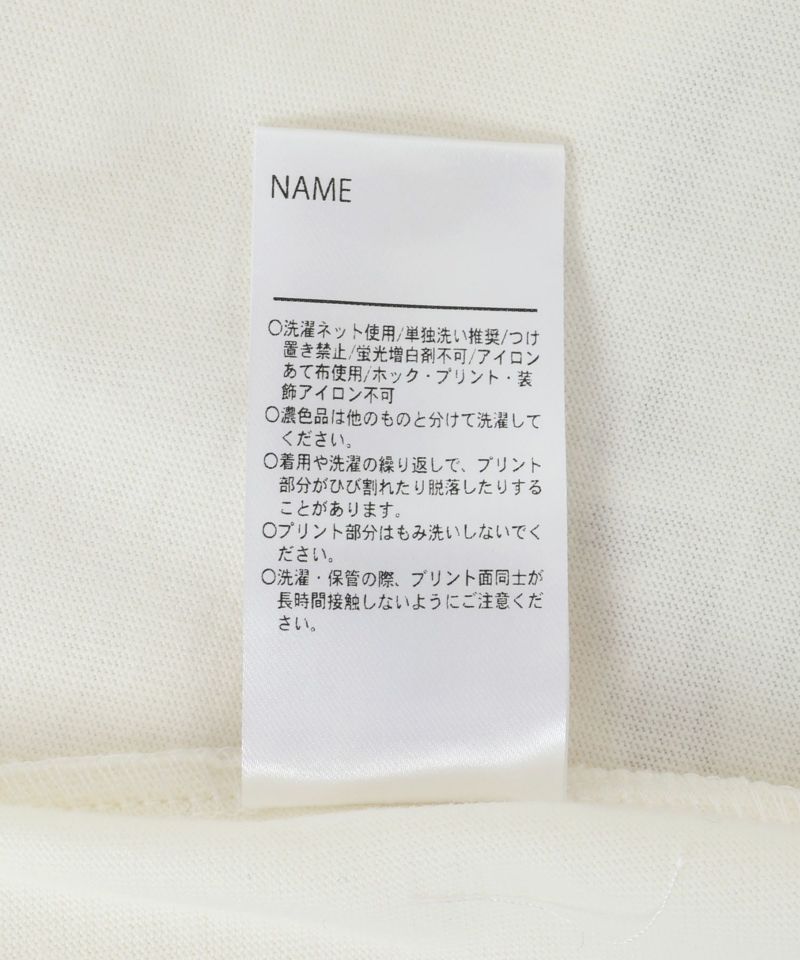 NAME
○洗濯ネット使用/単独洗い推奨/つけ
置き禁止/蛍光増白剤不可/アイロン
あて布使用/ホック・プリント・装
飾アイロン不可
○濃色品は他のものと分けて洗濯して
ください。
○着用や洗濯の繰り返しで、プリント
部分がひび割れたり脱落したりする
ことがあります。
○プリント部分はもみ洗いしないでく
ださい。
○洗濯・保管の際、プリント面同士が
長時間接触しないようにご注意くだ
さい。